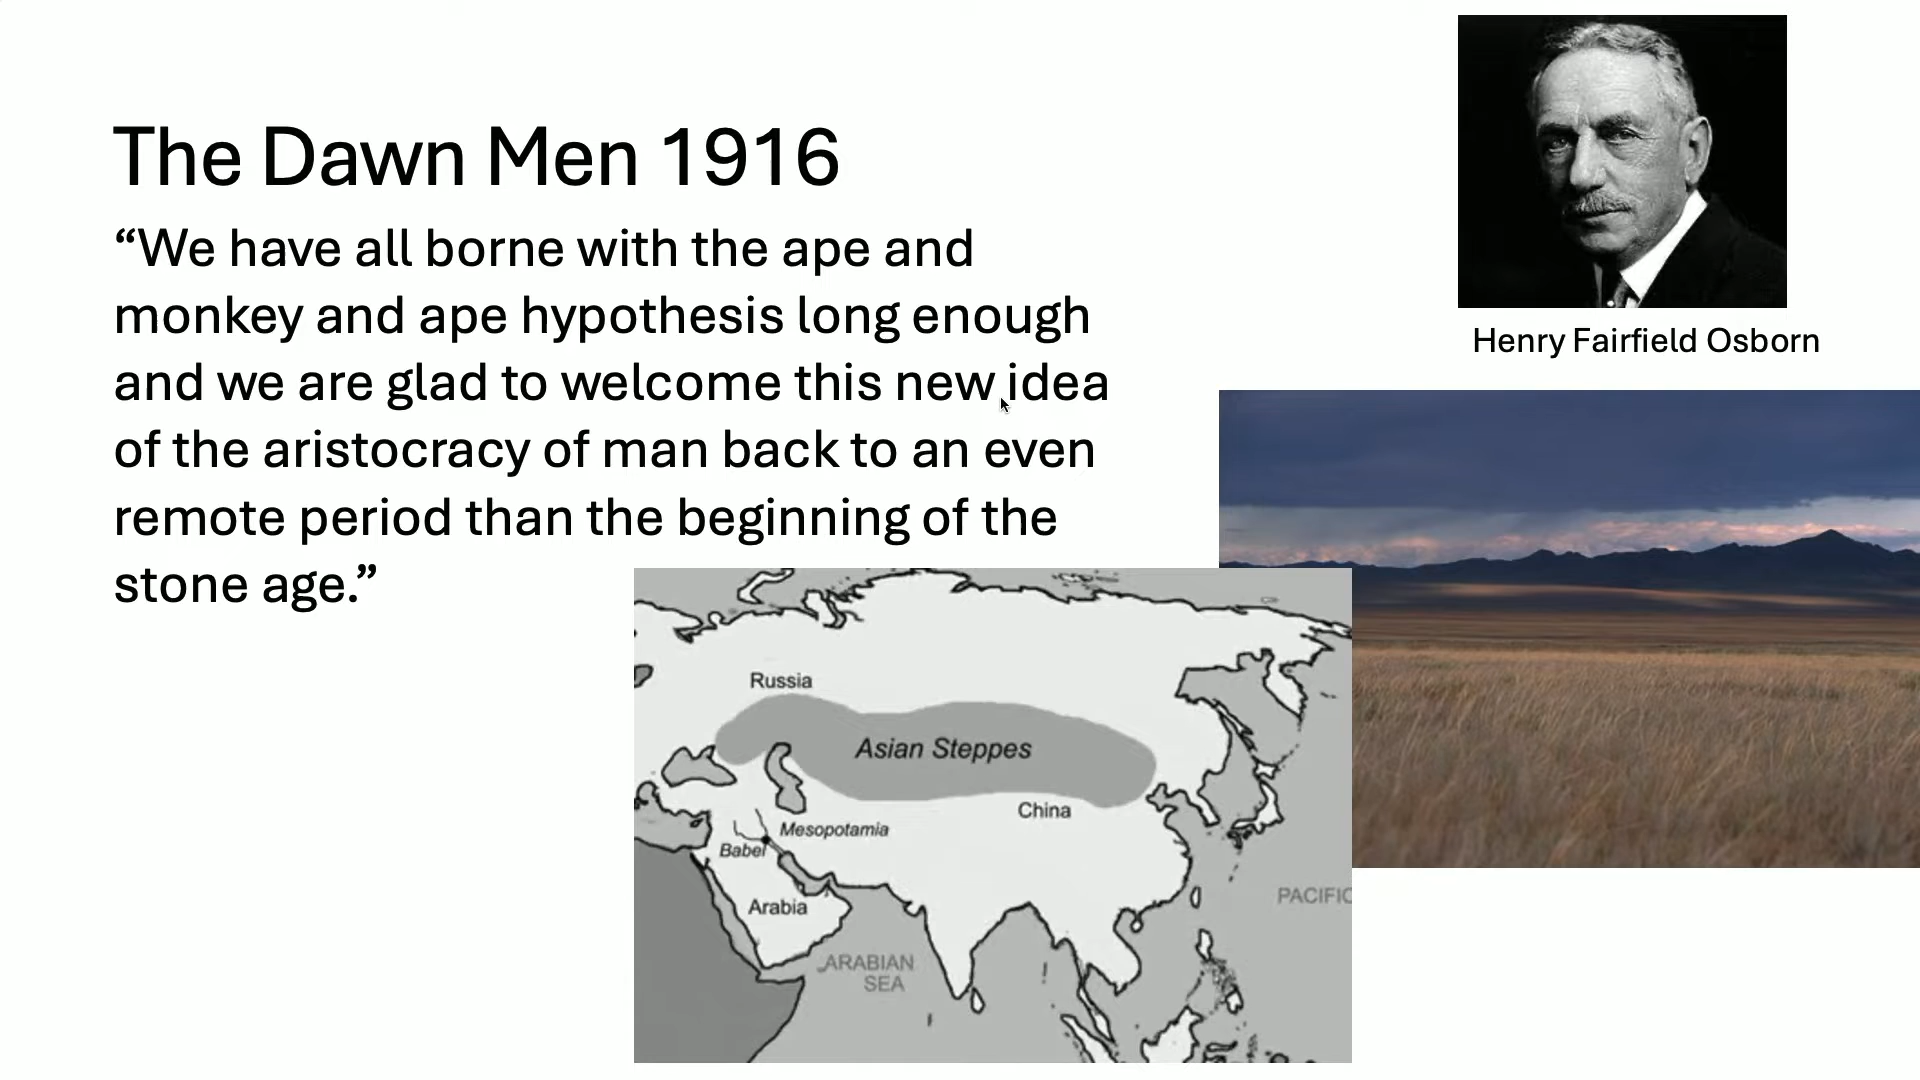 The Dawn Men 1916
“We have all borne with the ape and
monkey and ape hypothesis long enough
and we are glad to welcome this new idea
of the aristocracy of man back to an even
remote period than the beginning of the
stone age.”
Henry Fairfield Osborn
Russia
Asian Steppes
China
Mesopotamia
Babel
Arabia
PACIFIC
ARABIAN
SEA